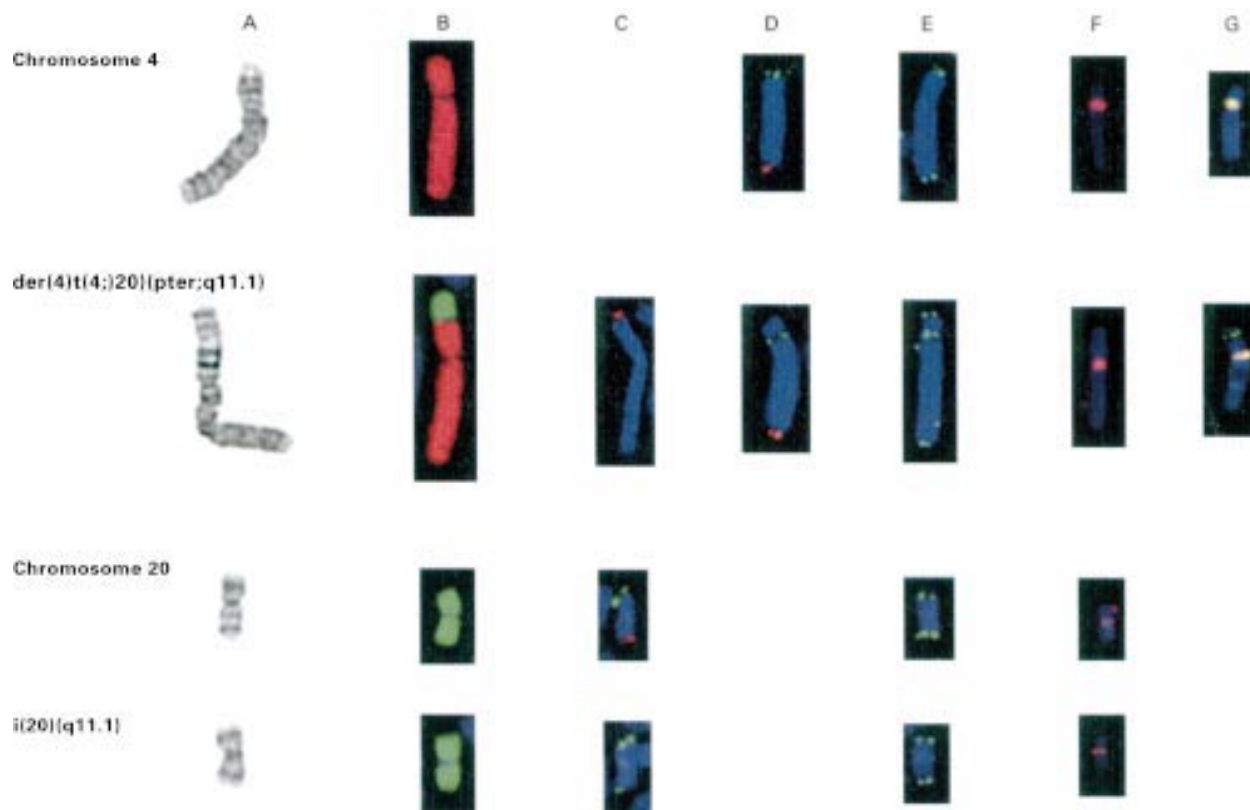 A B C D E F G
Chromosome 4
der(4)t(4;)20)(pter;q11.1)
Chromosome 20
i(20)(q11.1)